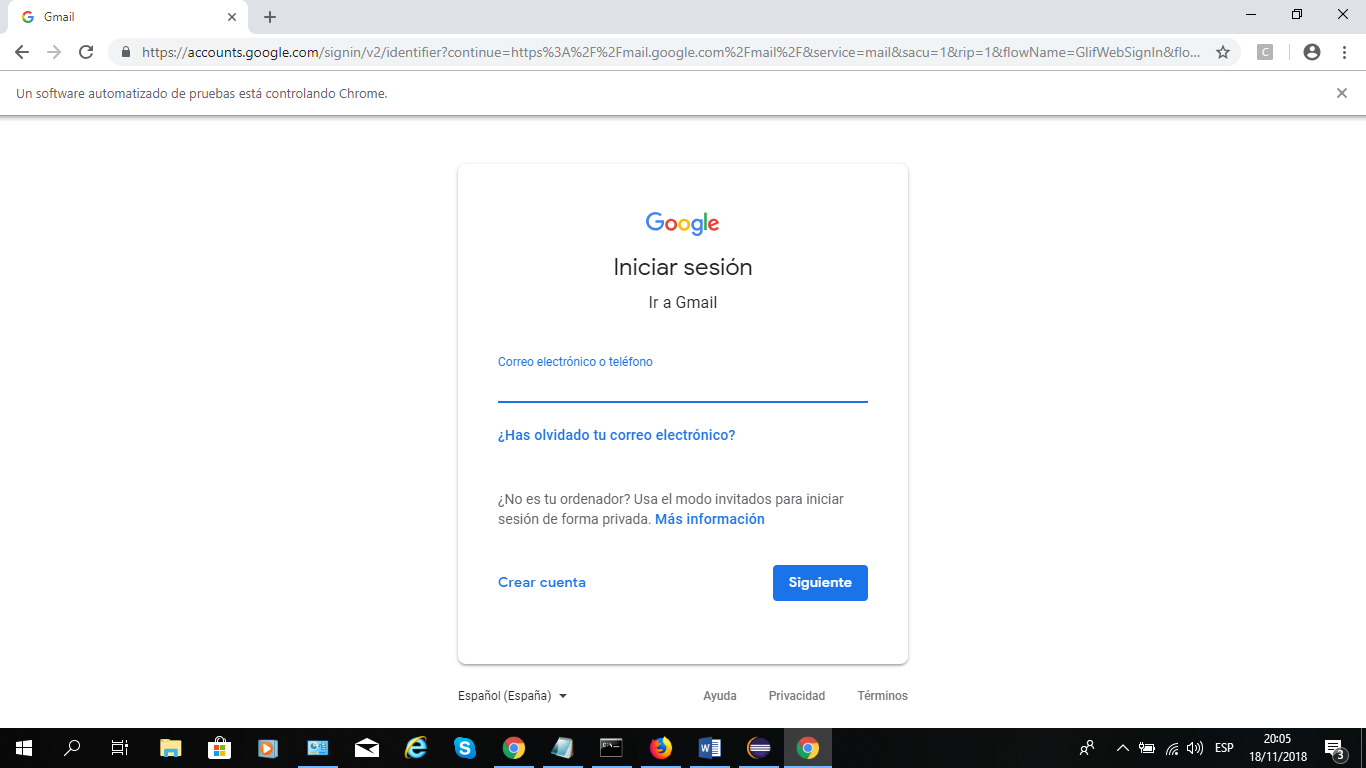 Gmail
https://accounts.google.com/signin/v2/identifier?continue=https%3A%2F%2Fmail.google.com%2Fmail%2F&service=mail&sacu=1&rip=1&flowName=GlifWebSignIn&flo...
C
Un software automatizado de pruebas está controlando Chrome.
Google
Iniciar sesión
Ir a Gmail
Correo electrónico o teléfono
¿Has olvidado tu correo electrónico?
¿No es tu ordenador? Usa el modo invitados para iniciar
sesión de forma privada. Más información
Crear cuenta
Siguiente
Español (España)
Ayuda
Privacidad
Términos
ESP
20:05
18/11/2018
3